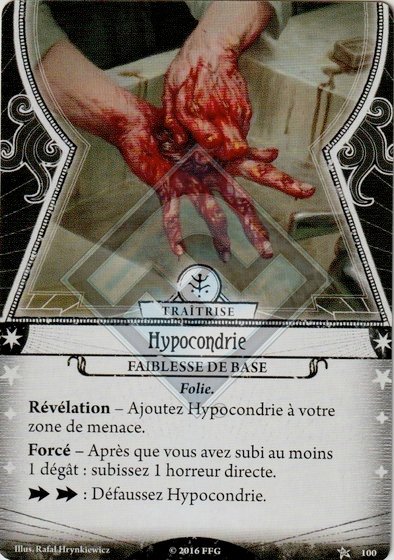 TRAÎTRISE
Hypocondrie
FAIBLESSE DE BASE
Folie.
Révélation – Ajoutez Hypocondrie à votre
zone de menace.
Forcé – Après que vous avez subi au moins
1 dégât : subissez 1 horreur directe.
: Défaussez Hypocondrie.
Illus. Rafał Hrynkiewicz
© 2016 FFG
100